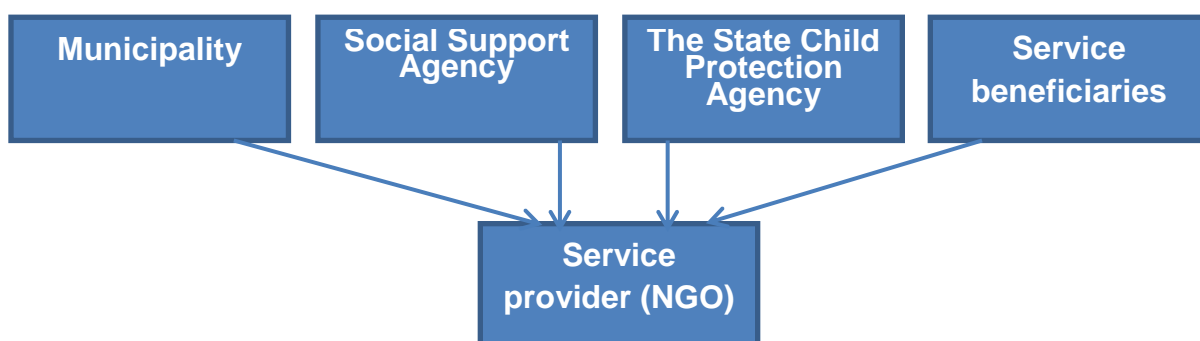 Municipality
Social Support
Agency
The State Child
Protection
Agency
Service
beneficiaries
Service
provider (NGO)